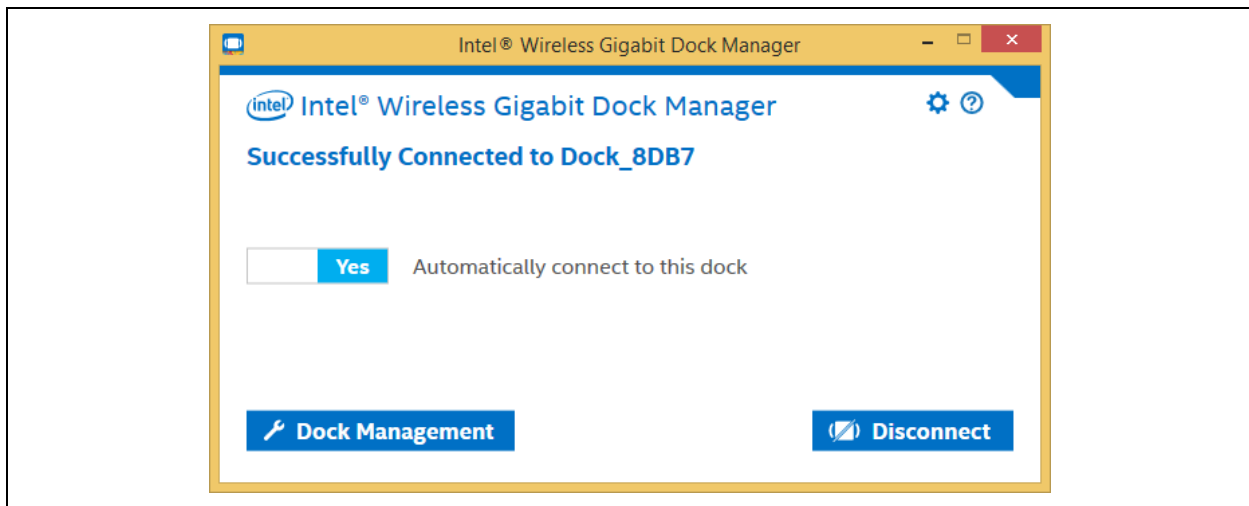 Intel® Wireless Gigabit Dock Manager
intel Intel® Wireless Gigabit Dock Manager
Successfully Connected to Dock_8DB7
Yes Automatically connect to this dock
Dock Management
Disconnect